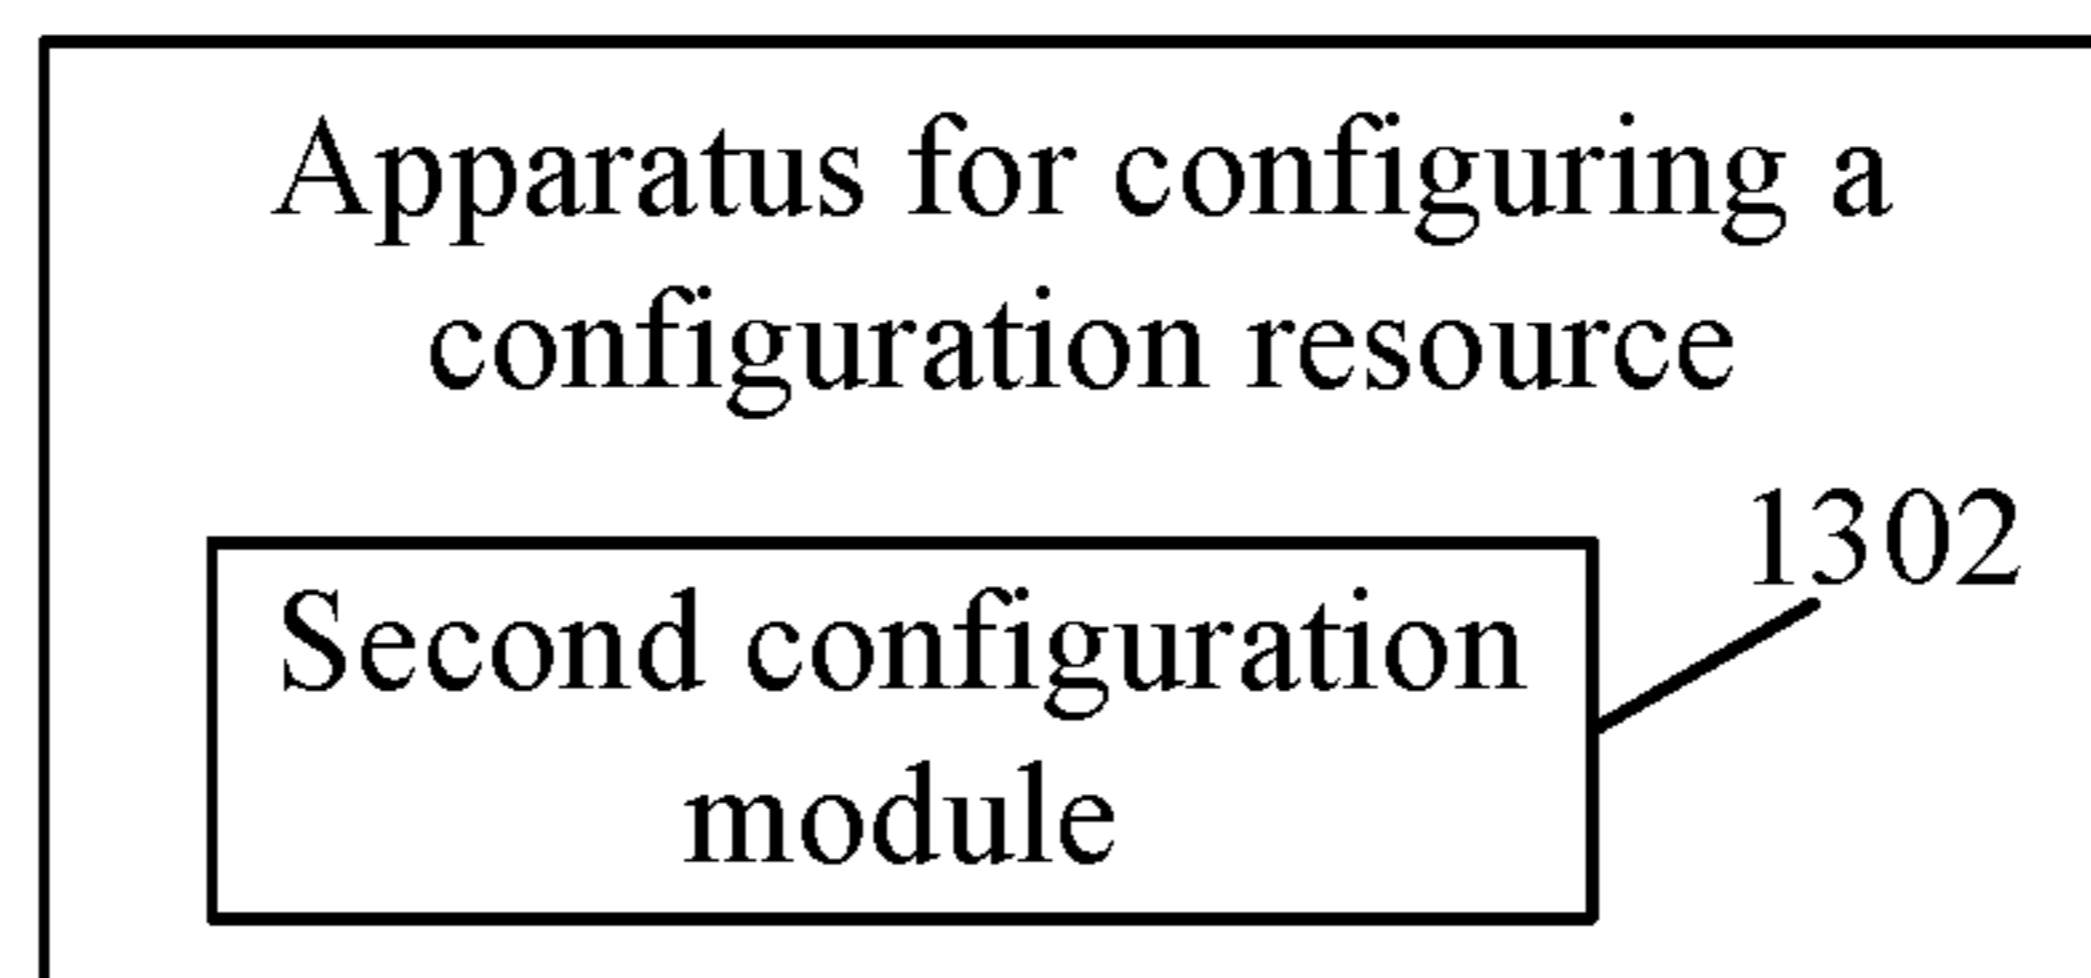 Apparatus for configuring a
configuration resource
1302
Second configuration
module